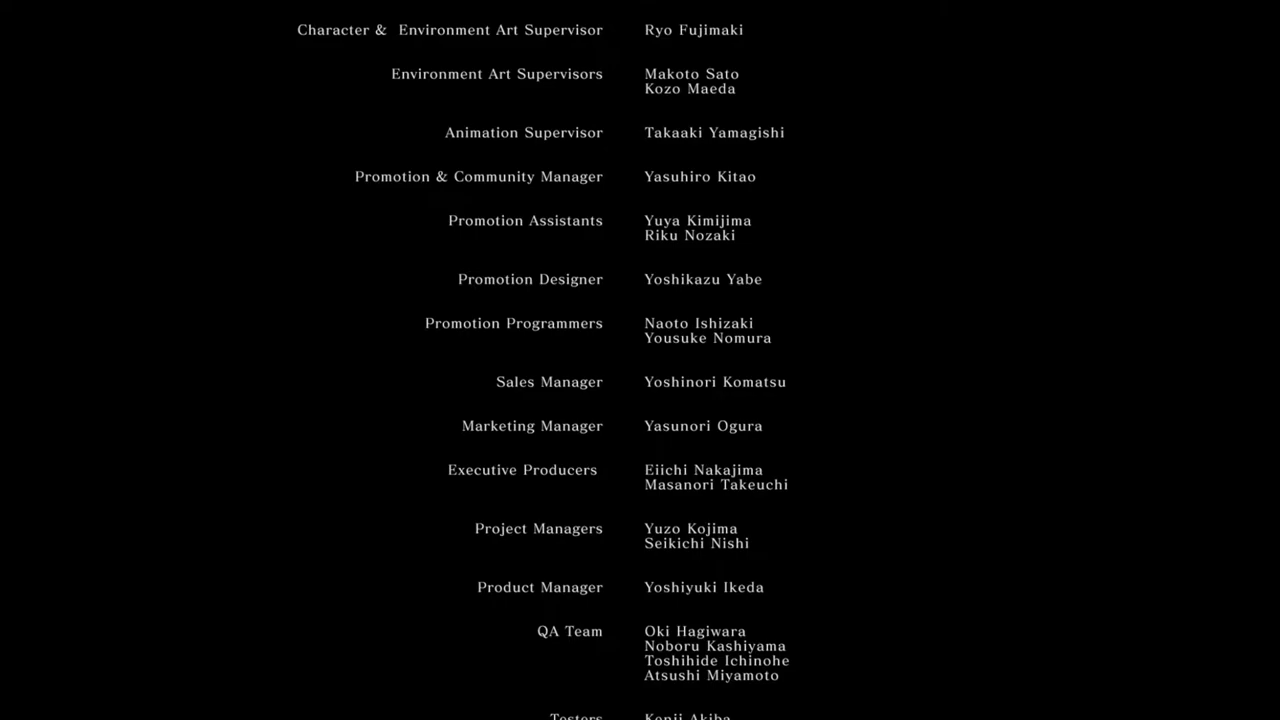 Character &  Environment Art Supervisor Ryo Fujimaki
Environment Art Supervisors Makoto Sato
Kozo Maeda
Animation Supervisor Takaaki Yamagishi
Promotion & Community Manager Yasuhiro Kitao
Promotion Assistants Yuya Kimijima
Riku Nozaki
Promotion Designer Yoshikazu Yabe
Promotion Programmers Naoto Ishizaki
Yousuke Nomura
Sales Manager Yoshinori Komatsu
Marketing Manager Yasunori Ogura
Executive Producers Eiichi Nakajima
Masanori Takeuchi
Project Managers Yuzo Kojima
Seikichi Nishi
Product Manager Yoshiyuki Ikeda
QA Team Oki Hagiwara
Noboru Kashiyama
Toshihide Ichinohe
Atsushi Miyamoto
Testers Kenji Akiba